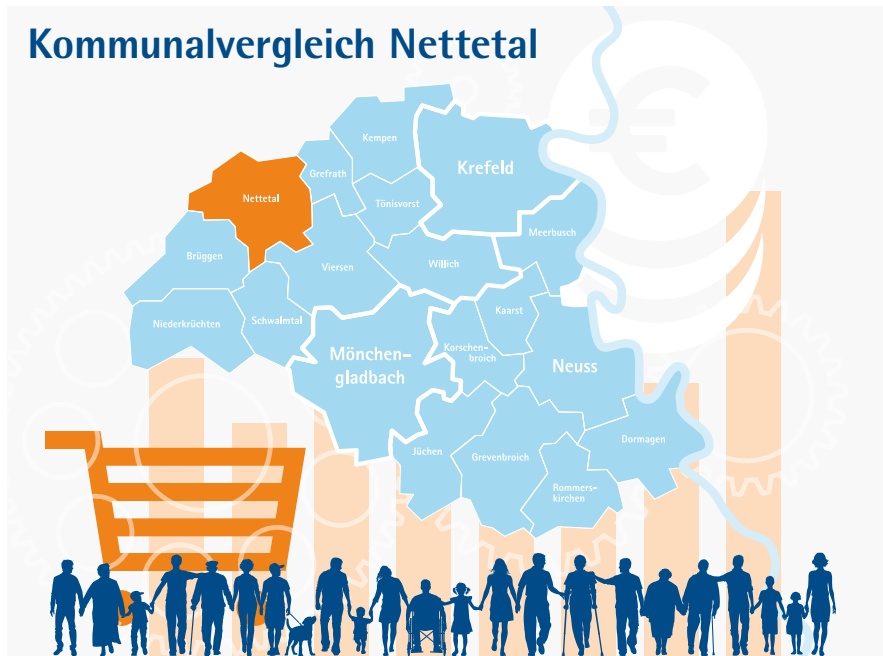 Kommunalvergleich Nettetal
€
Kempen
Krefeld
Grefrath
Nettetal
Tönisvorst
Meerbusch
Brüggen
Viersen
Willich
Kaarst
Niederkrüchten
Schwalmtal
Korschen-
broich
Mönchen-
gladbach
Neuss
Dormagen
Jüchen
Grevenbroich
Rommers-
kirchen